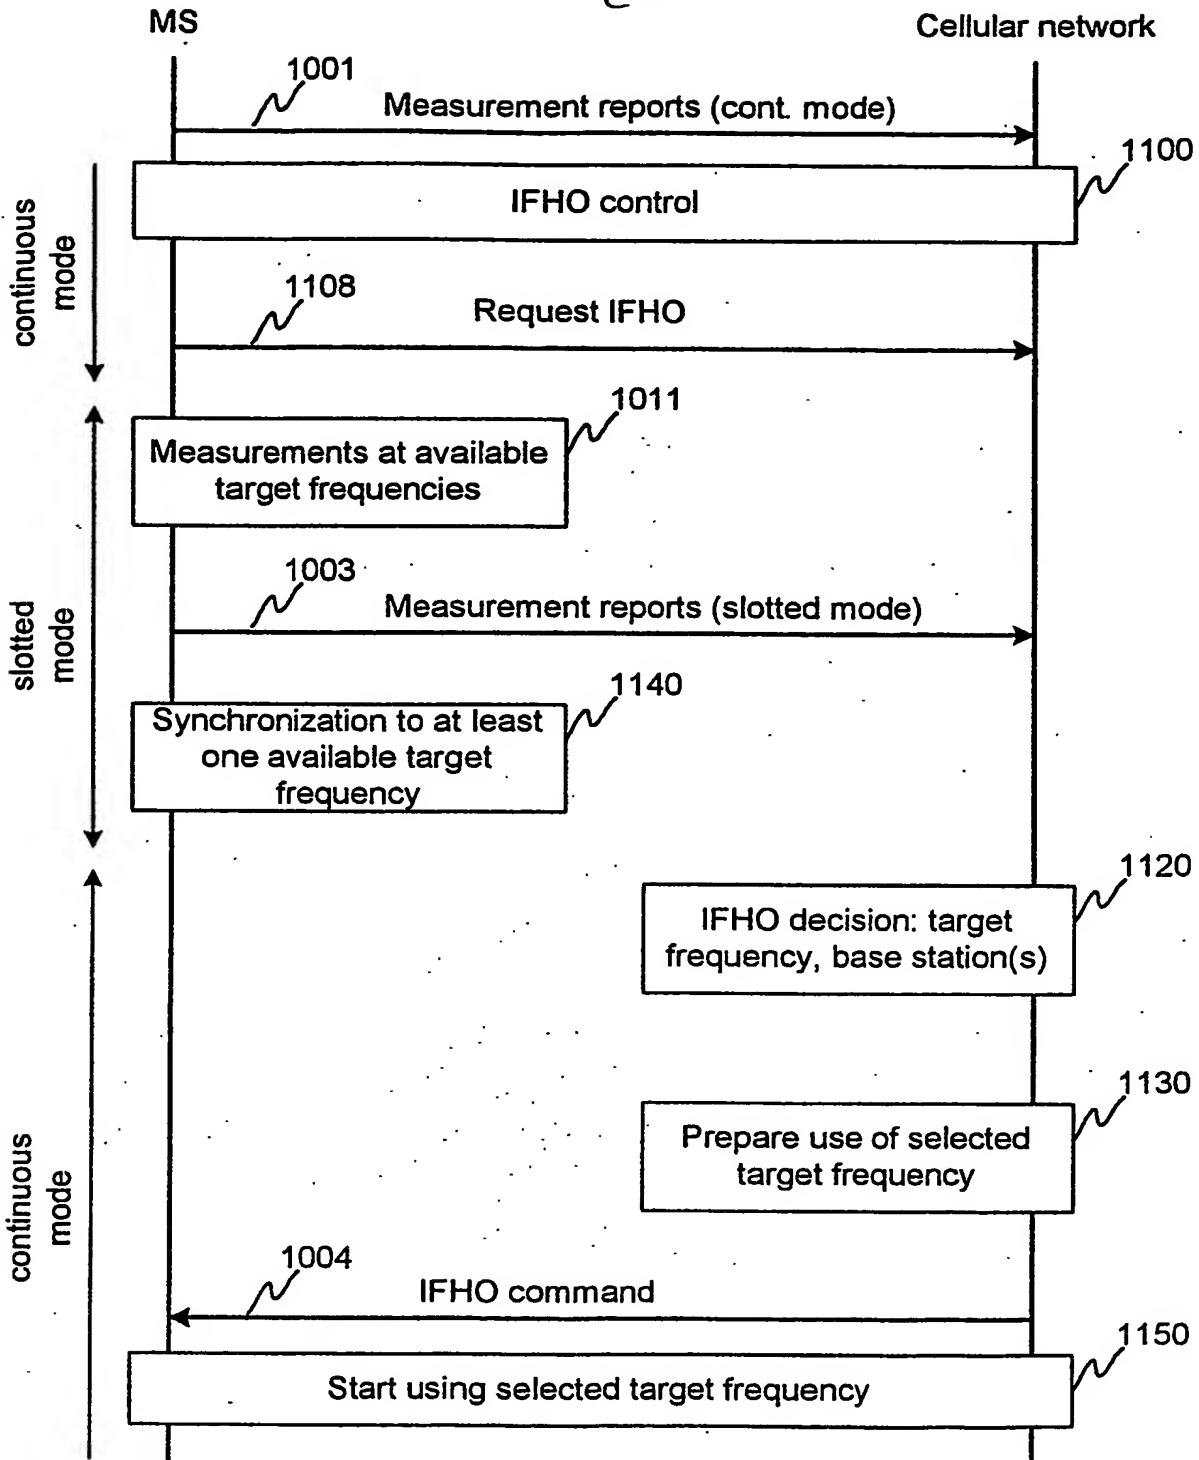 MS
Cellular network
1001
Measurement reports (cont. mode)
1100
IFHO control
continuous
mode
1108
Request IFHO
1011
Measurements at available
target frequencies
1003
Measurement reports (slotted mode)
slotted
mode
1140
Synchronization to at least
one available target
frequency
1120
IFHO decision: target
frequency, base station(s)
1130
Prepare use of selected
target frequency
continuous
mode
1004
IFHO command
1150
Start using selected target frequency